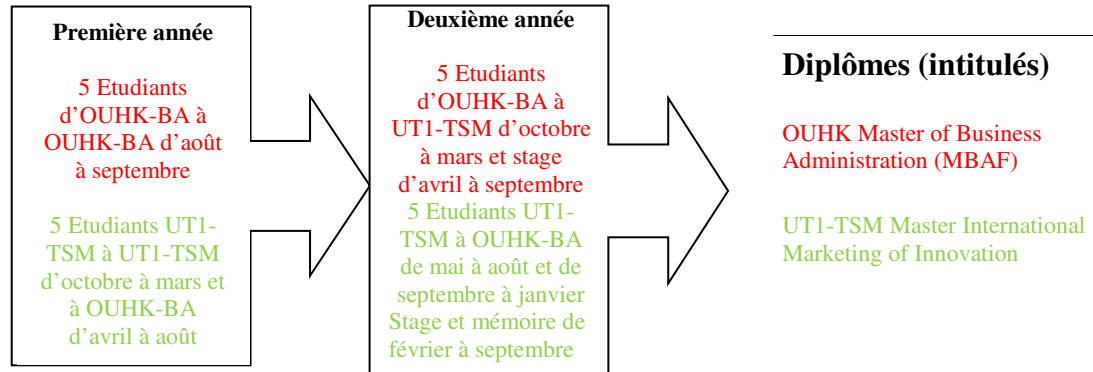 Première année
5 Etudiants
d’OUHK-BA à
OUHK-BA d’août
à septembre
5 Etudiants UT1-
TSM à UT1-TSM
d’octobre à mars et
à OUHK-BA
d’avril à août
Deuxième année
5 Etudiants
d’OUHK-BA à
UT1-TSM d’octobre
à mars et stage
d’avril à septembre
5 Etudiants UT1-
TSM à OUHK-BA
de mai à août et de
septembre à janvier
Stage et mémoire de
février à septembre
Diplômes (intitulés)
OUHK Master of Business
Administration (MBAF)
UT1-TSM Master International
Marketing of Innovation